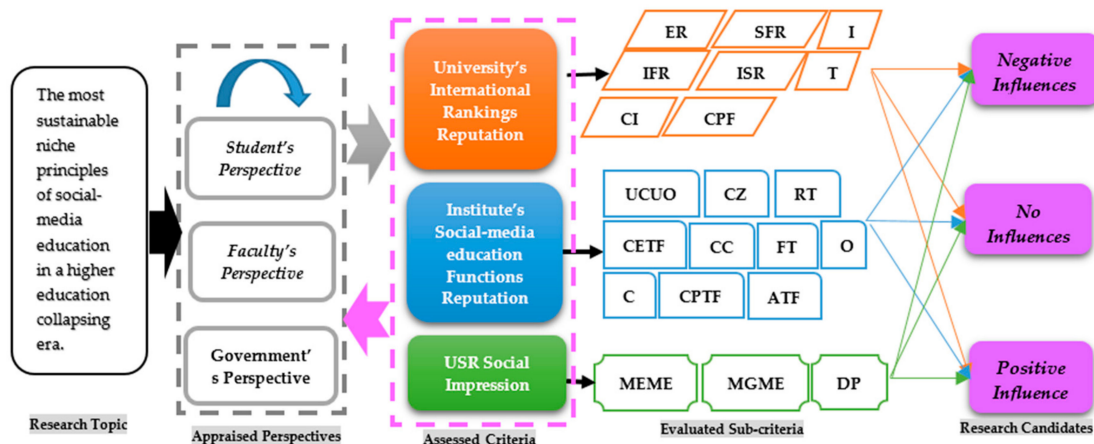 The most
sustainable
niche
principles
of social-
media
education
in a higher
education
collapsing
era.
Research Topic
Student's
Perspective
Faculty's
Perspective
Government'
s Perspective
Appraised Perspectives
University's
International
Rankings
Reputation
Institute's
Social-media
education
Functions
Reputation
USR Social
Impression
Assessed Criteria
ER SFR I
IFR ISR T
CI CPF
UCUO CZ RT
CETF CC FT O
C CPTF ATF
MEME MGME DP
Evaluated Sub-criteria
Negative
Influences
No
Influences
Positive
Influence
Research Candidates